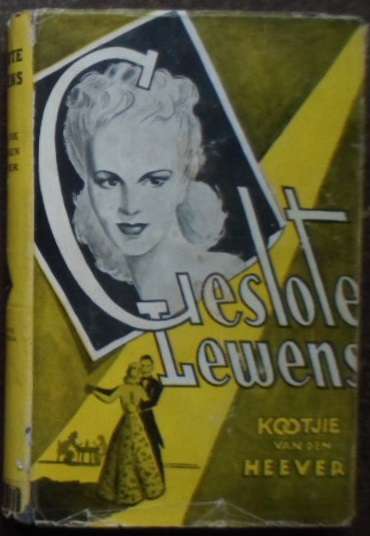 Geslote
Lewens
KOOTJIE
VAN DEN
HEEVER